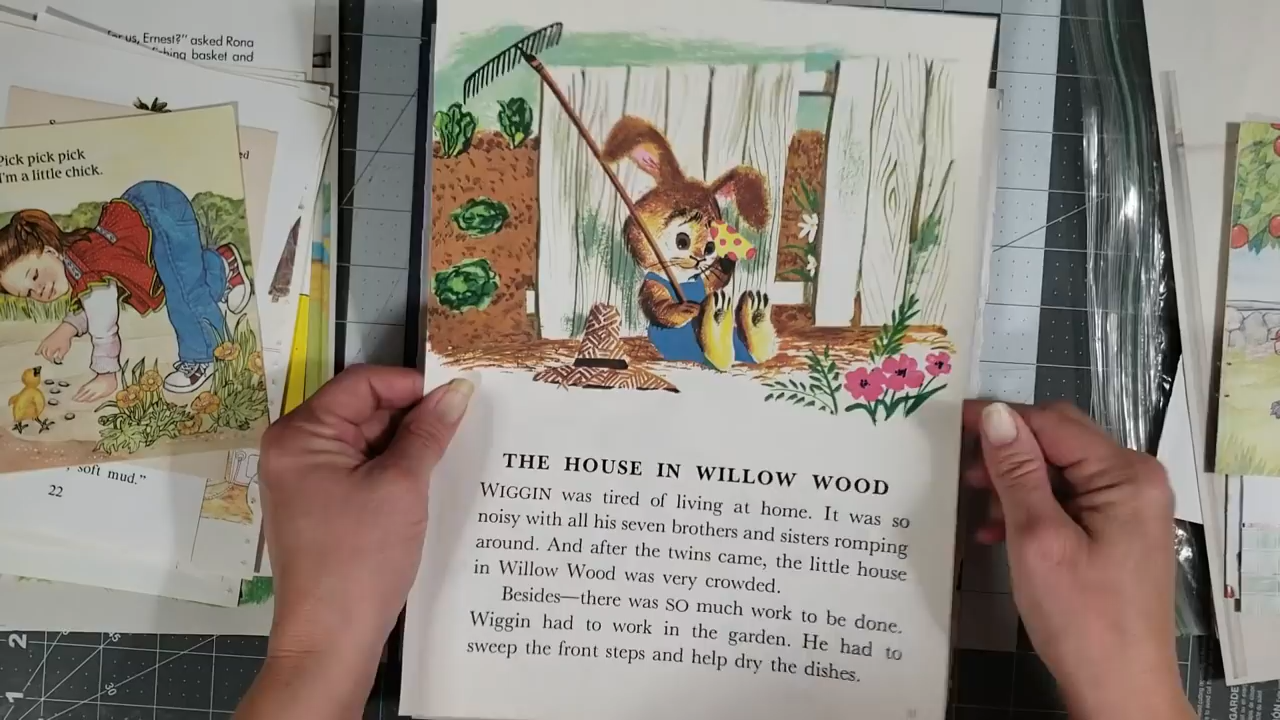 us, Ernest?" asked Rona
hing basket and
Pick pick pick
I'm a little chick.
soft mud."
22
THE HOUSE IN WILLOW WOOD
WIGGIN was tired of living at home. It was so
noisy with all his seven brothers and sisters romping
around. And after the twins came, the little house
in Willow Wood was very crowded.
Besides—there was SO much work to be done.
Wiggin had to work in the garden. He had to
sweep the front steps and help dry the dishes.